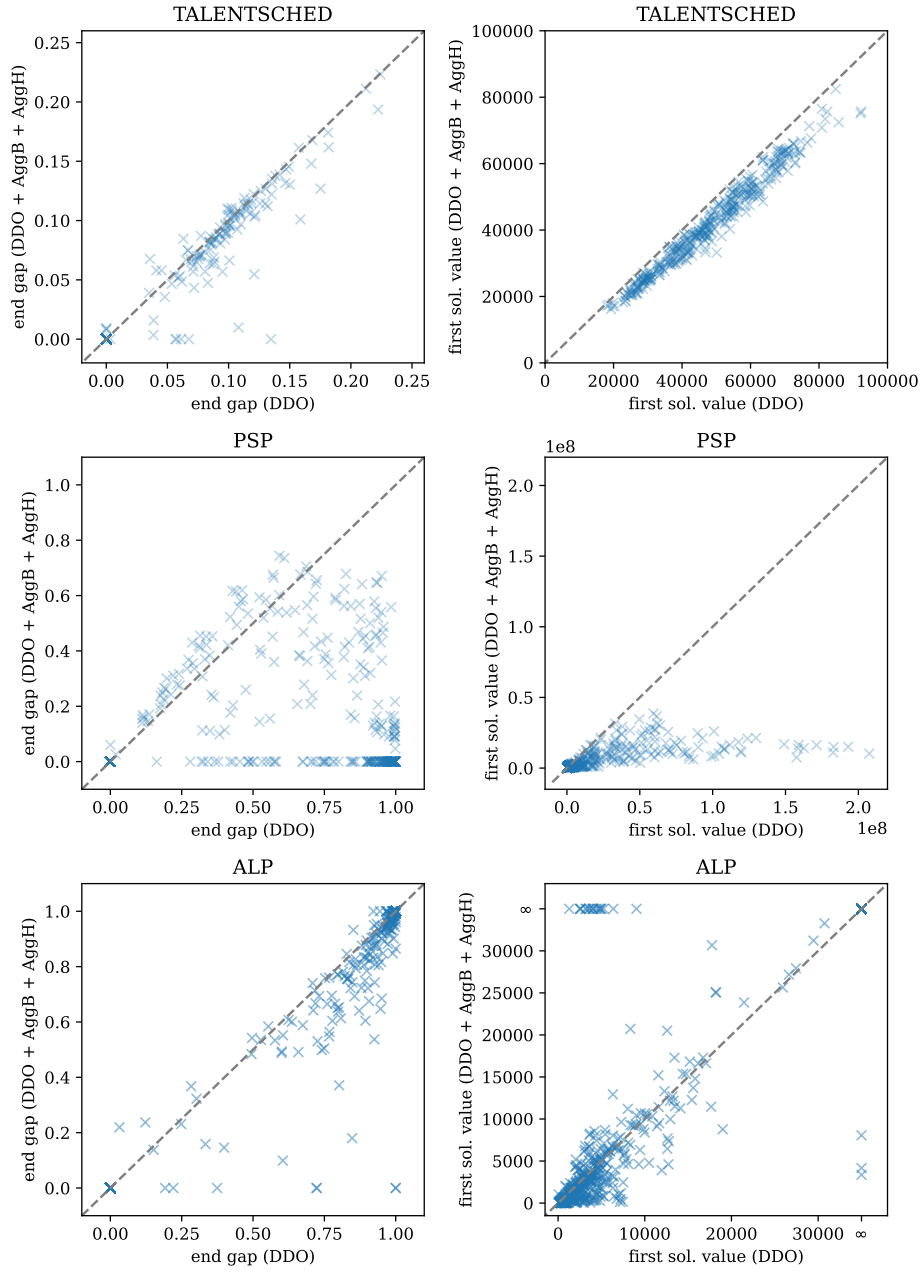 TALENTSCHED
TALENTSCHED
end gap (DDO + AggB + AggH)
0.25
0.20
0.15
0.10
0.05
0.00
0.00 0.05 0.10 0.15 0.20 0.25
end gap (DDO)
first sol. value (DDO + AggB + AggH)
100000
80000
60000
40000
20000
0
0 20000 40000 60000 80000 100000
first sol. value (DDO)
PSP
PSP
end gap (DDO + AggB + AggH)
1.0
0.8
0.6
0.4
0.2
0.0
0.00 0.25 0.50 0.75 1.00
end gap (DDO)
1e8
first sol. value (DDO + AggB + AggH)
2.0
1.5
1.0
0.5
0.0
0.0 0.5 1.0 1.5 2.0
first sol. value (DDO)
1e8
ALP
ALP
end gap (DDO + AggB + AggH)
1.0
0.8
0.6
0.4
0.2
0.0
0.00 0.25 0.50 0.75 1.00
end gap (DDO)
first sol. value (DDO + AggB + AggH)
∞
30000
25000
20000
15000
10000
5000
0
0 10000 20000 30000 ∞
first sol. value (DDO)